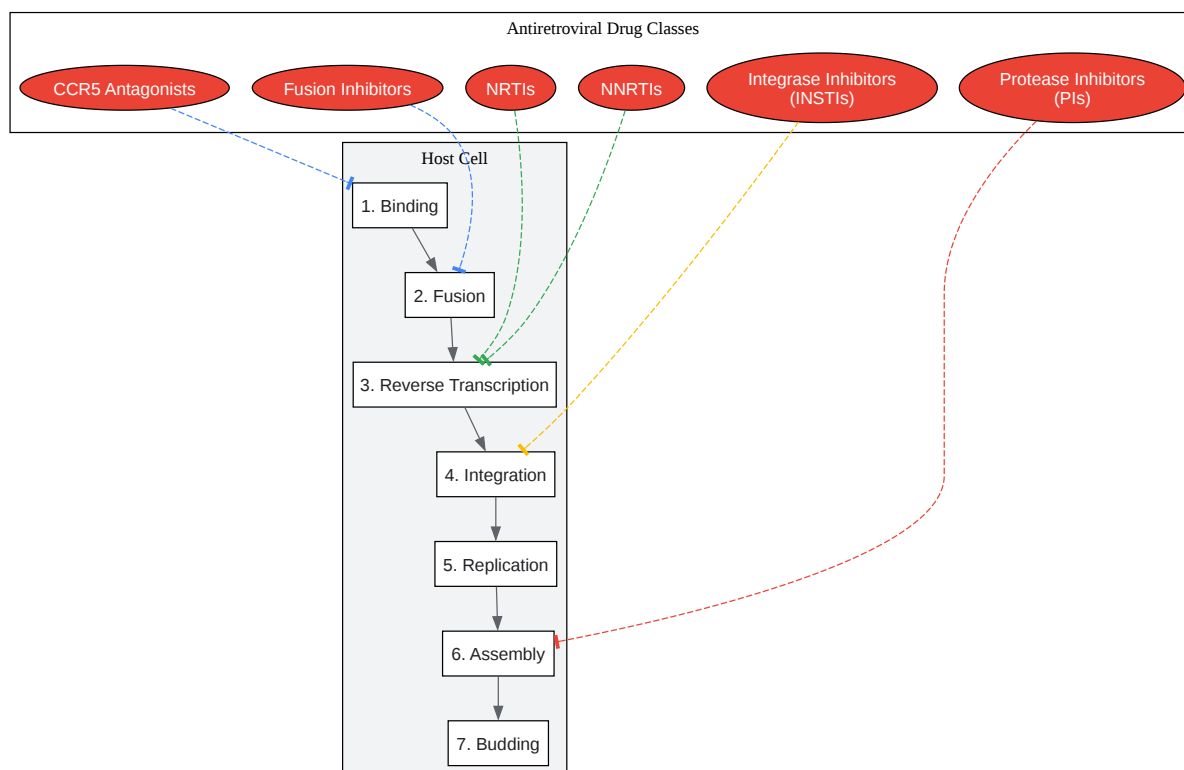 Antiretroviral Drug Classes
CCR5 Antagonists
Fusion Inhibitors
NRTIs
NNRTIs
Integrase Inhibitors
(INSTIs)
Protease Inhibitors
(PIs)
Host Cell
1. Binding
2. Fusion
3. Reverse Transcription
4. Integration
5. Replication
6. Assembly
7. Budding